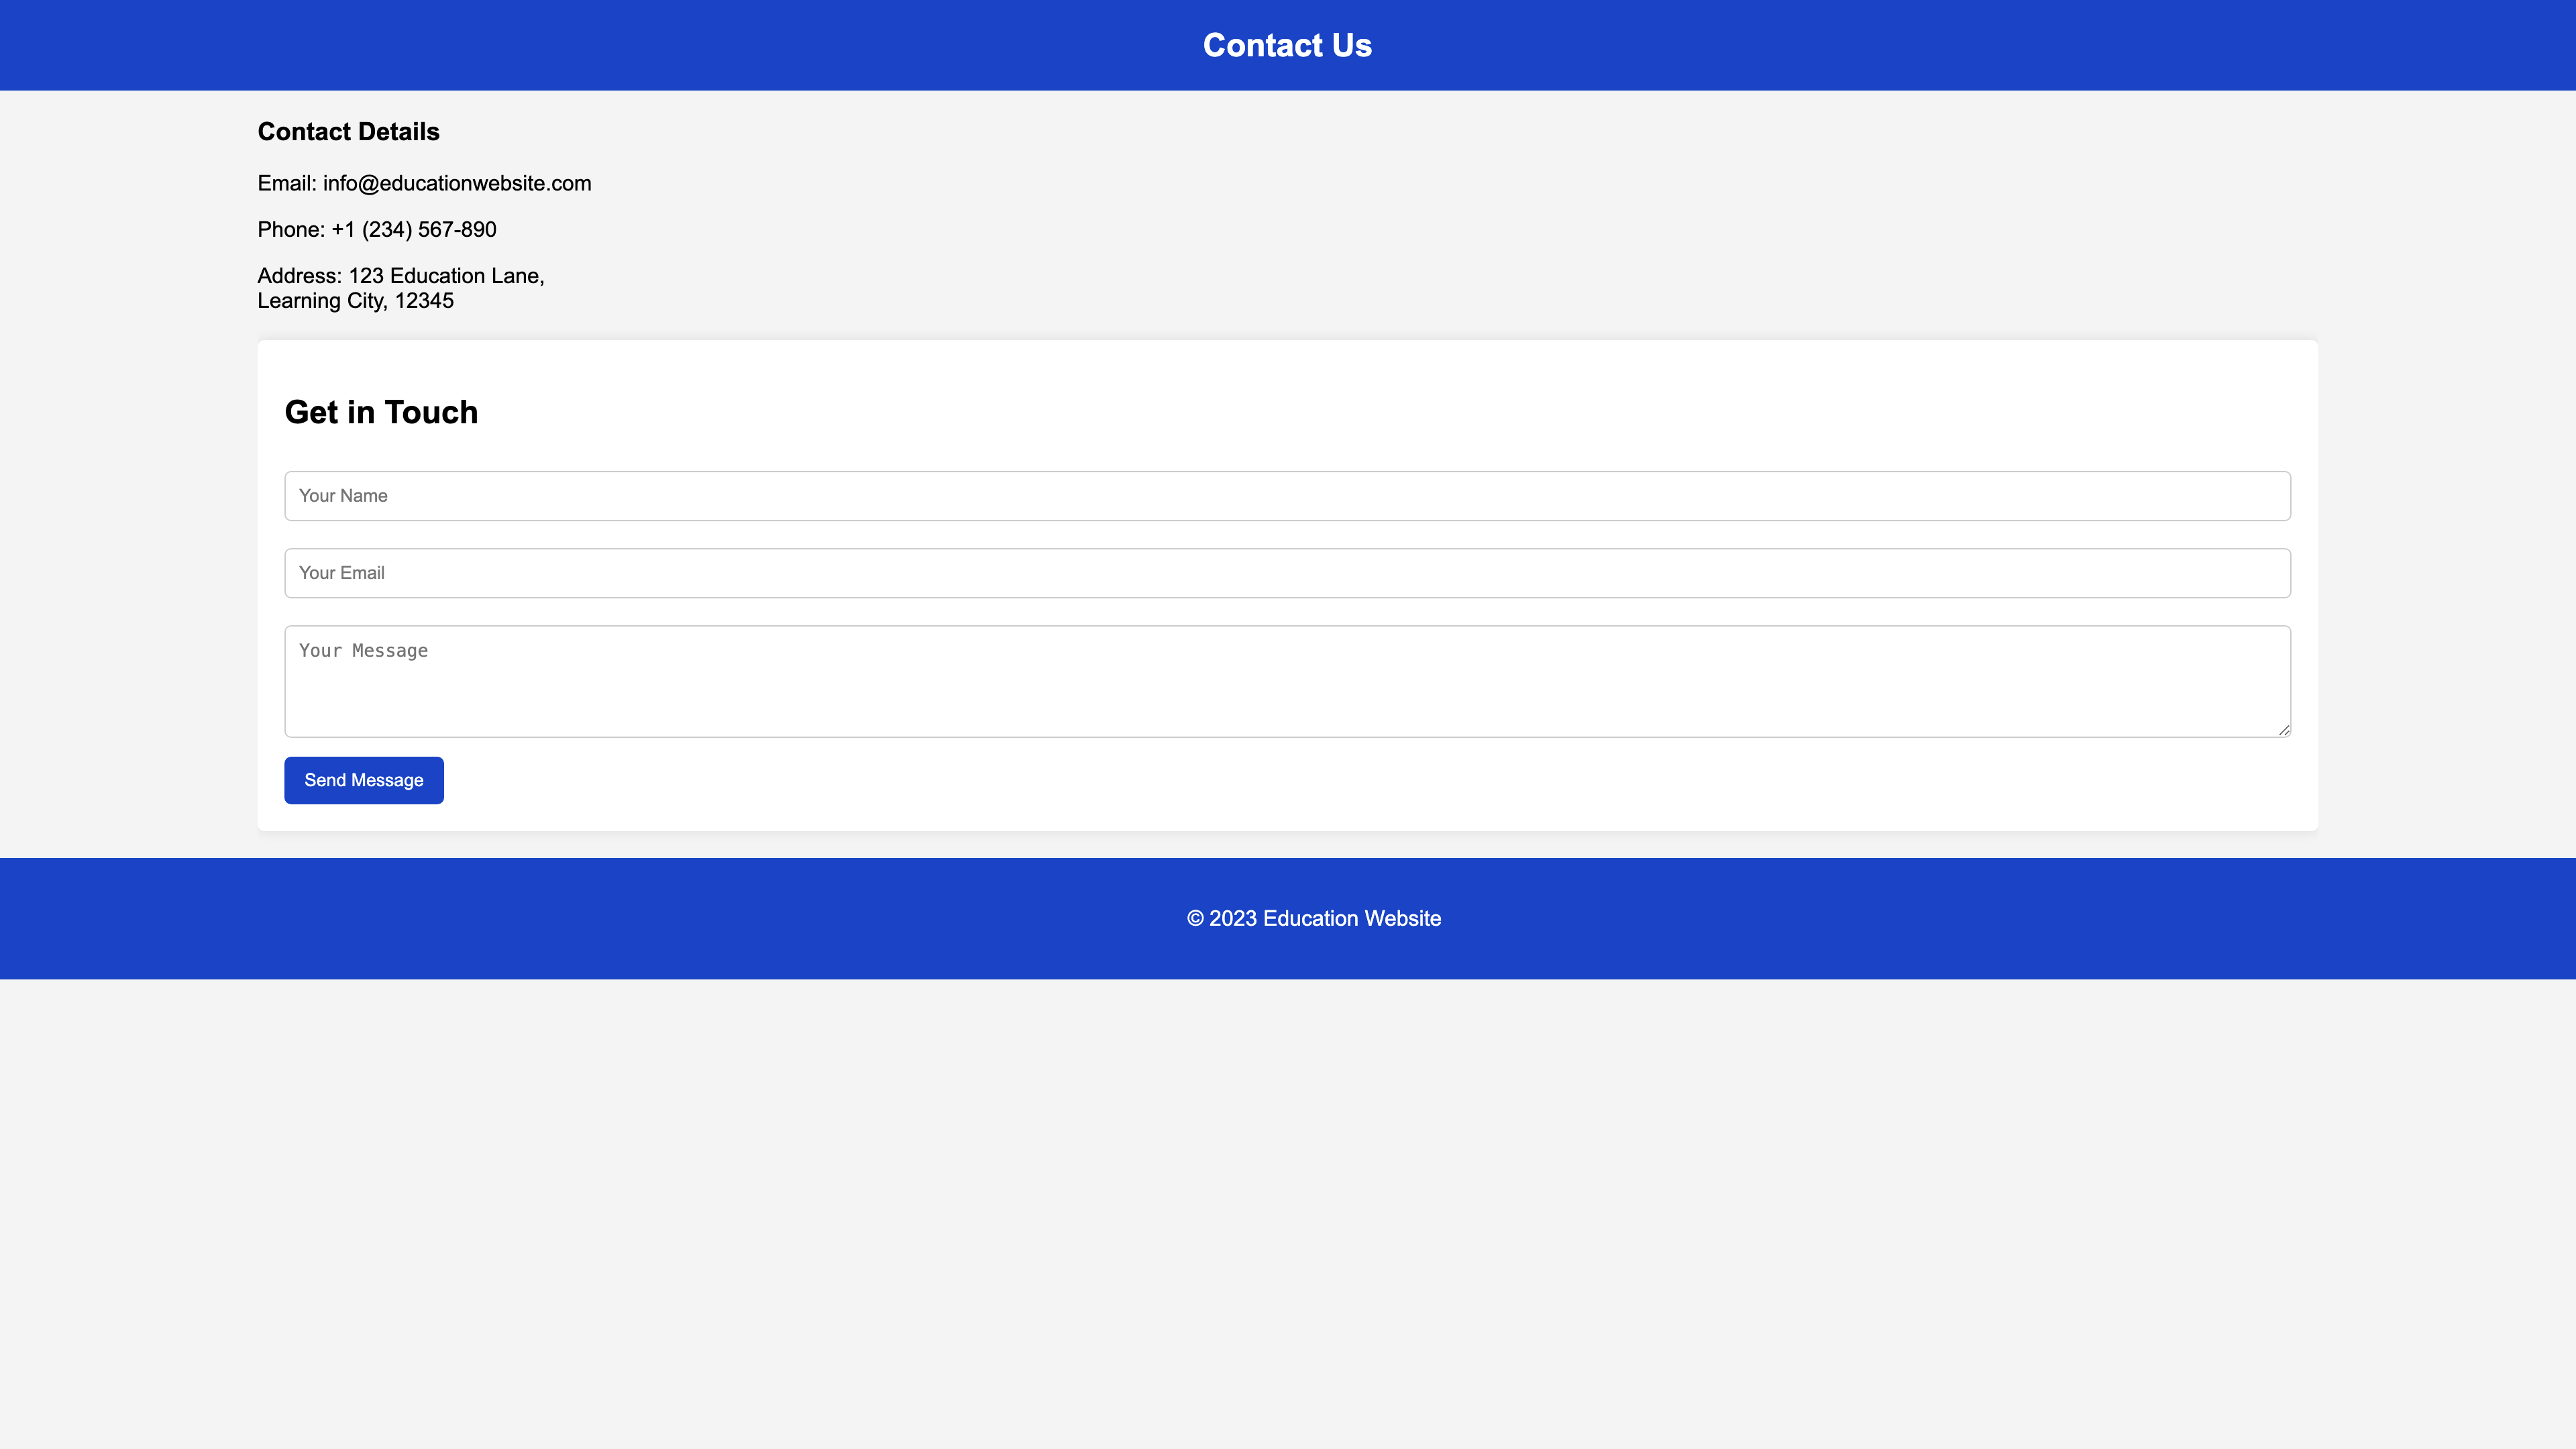 Contact Us
Contact Details
Email: info@educationwebsite.com
Phone: +1 (234) 567-890
Address: 123 Education Lane,
Learning City, 12345
Get in Touch
Your Name
Your Email
Your Message
Send Message
© 2023 Education Website